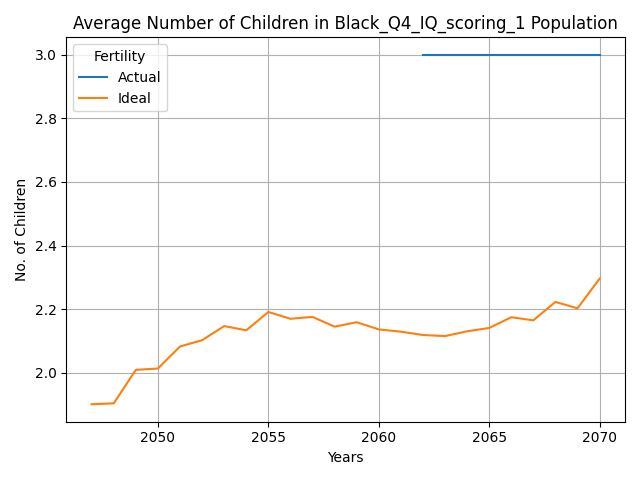 Average Number of Children in Black_Q4_IQ_scoring_1 Population
3.0
2.8
2.6
2.4
2.2
2.0
No. of Children
Fertility
Actual
Ideal
2050
2055
2060
2065
2070
Years